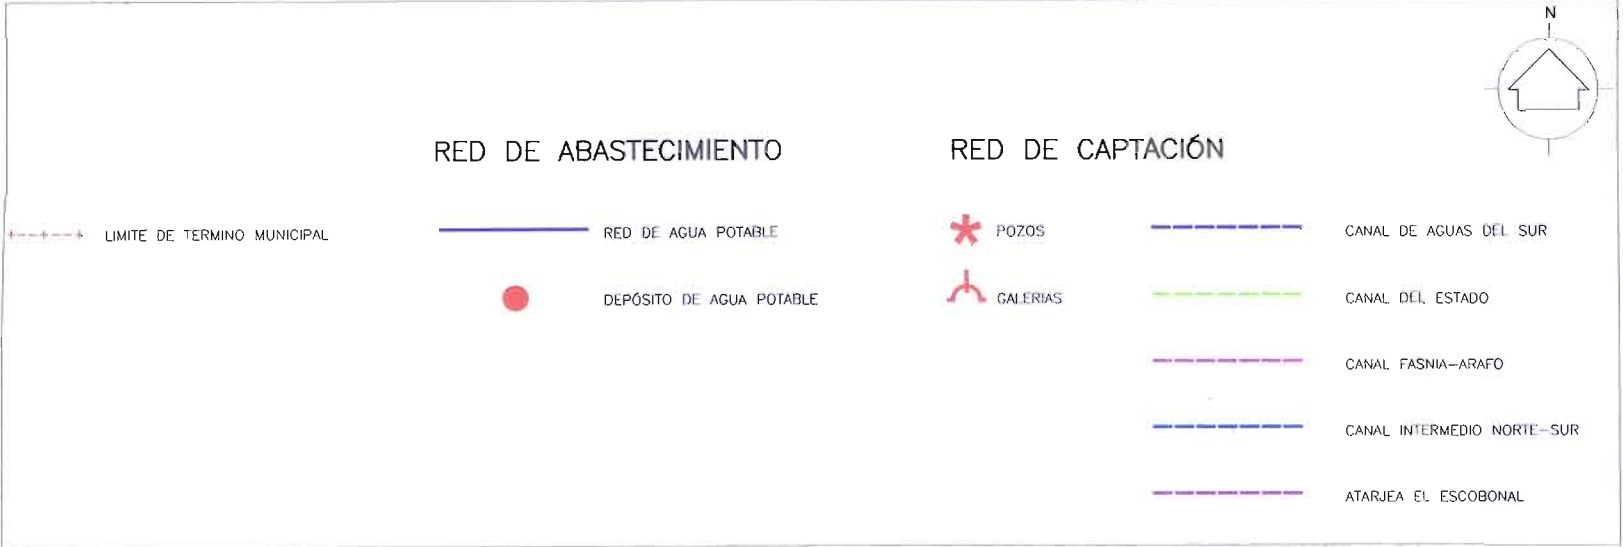 N
RED DE ABASTECIMIENTO
RED DE CAPTACIÓN
LIMITE DE TERMINO MUNICIPAL
RED DE AGUA POTABLE
DEPÓSITO DE AGUA POTABLE
POZOS
GALERIAS
CANAL DE AGUAS DEL SUR
CANAL DEL ESTADO
CANAL FASNIA-ARAFO
CANAL INTERMEDIO NORTE-SUR
ATARJEA EL ESCOBONAL